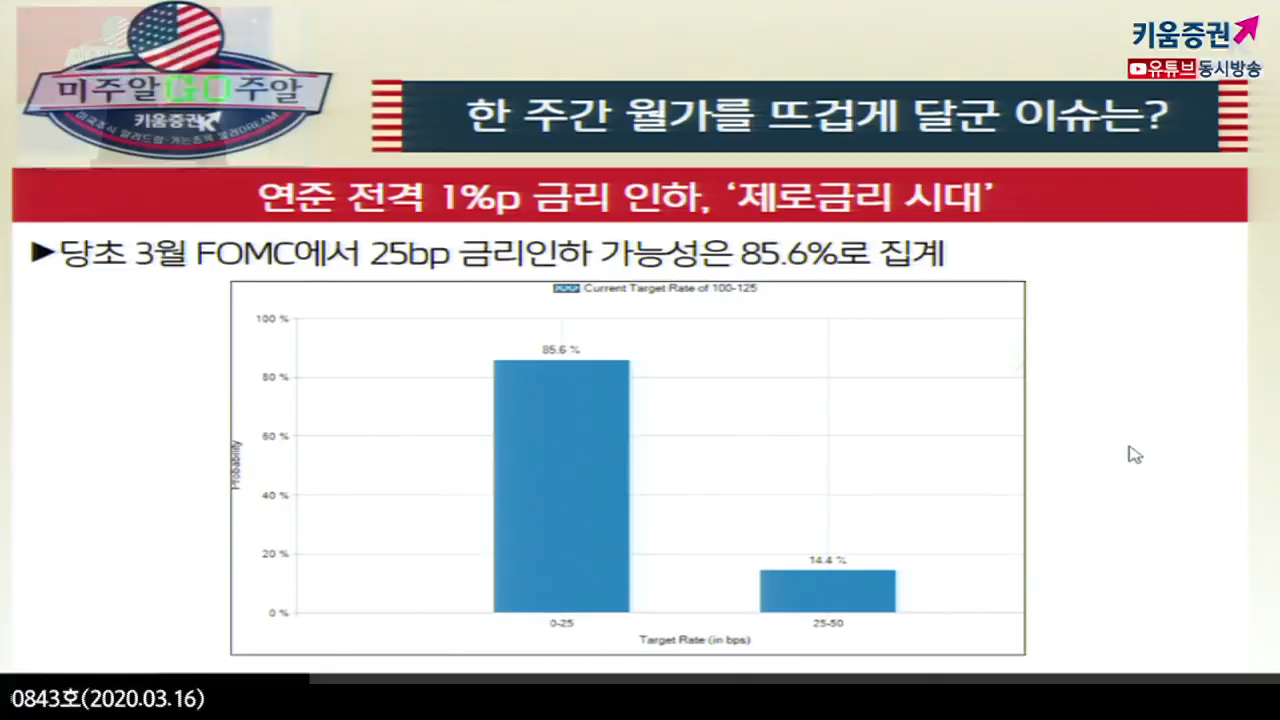 미주알GO주알
키움증권
키움증권
유튜브 동시방송
한 주간 월가를 뜨겁게 달군 이슈는?
연준 전격 1%p 금리 인하, ‘제로금리 시대’
▶당초 3월 FOMC에서 25bp 금리인하 가능성은 85.6%로 집계
Current Target Rate of 100-125
100 %
80 %
60 %
40 %
20 %
0 %
Probability
85.6 %
14.4 %
0-25
25-50
Target Rate (in bps)
0843호(2020.03.16)